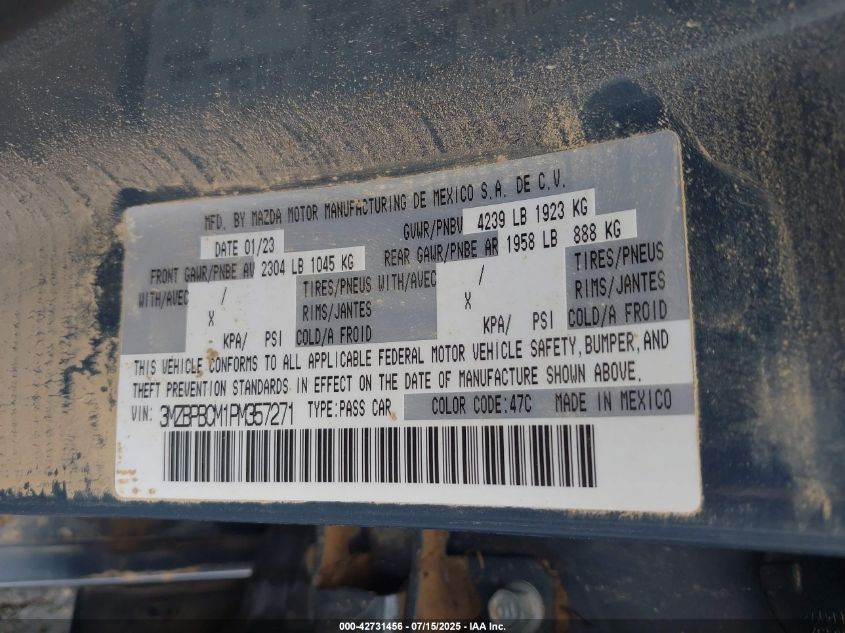 MFD. BY MAZDA MOTOR MANUFACTURING DE MEXICO S.A. DE C.V.
DATE 01/23 GVWR/PNBV 4239 LB 1923 KG
FRONT GAWR/PNBE AV 2304 LB 1045 KG REAR GAWR/PNBE AR 1958 LB 888 KG
WITH/AVEC / TIRES/PNEUS WITH/AVEC / TIRES/PNEUS
X RIMS/JANTES X RIMS/JANTES
KPA/ PSI COLD/A FROID KPA/ PSI COLD/A FROID
THIS VEHICLE CONFORMS TO ALL APPLICABLE FEDERAL MOTOR VEHICLE SAFETY, BUMPER, AND
THEFT PREVENTION STANDARDS IN EFFECT ON THE DATE OF MANUFACTURE SHOWN ABOVE.
VIN: 3MZBPBCM1PM357271 TYPE:PASS CAR COLOR CODE:47C MADE IN MEXICO
000-42731456 - 07/15/2025 - IAA Inc.